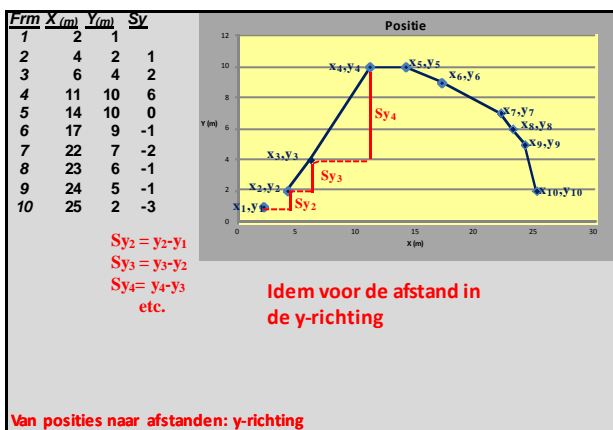 Frm X (m) Y(m) Sy
1 2 1
2 4 2 1
3 6 4 2
4 11 10 6
5 14 10 0
6 17 9 -1
7 22 7 -2
8 23 6 -1
9 24 5 -1
10 25 2 -3
Sy2 = y2-y1
Sy3 = y3-y2
Sy4= y4-y3
etc.
Positie
12
10
8
6
4
2
0
Y (m)
x4,y4
x5,y5
x6,y6
x7,y7
x8,y8
x9,y9
x10,y10
x3,y3
x2,y2
x1,y1
Sy4
Sy3
Sy2
0 5 10 15 20 25 30
X (m)
Idem voor de afstand in
de y-richting
Van posities naar afstanden: y-richting